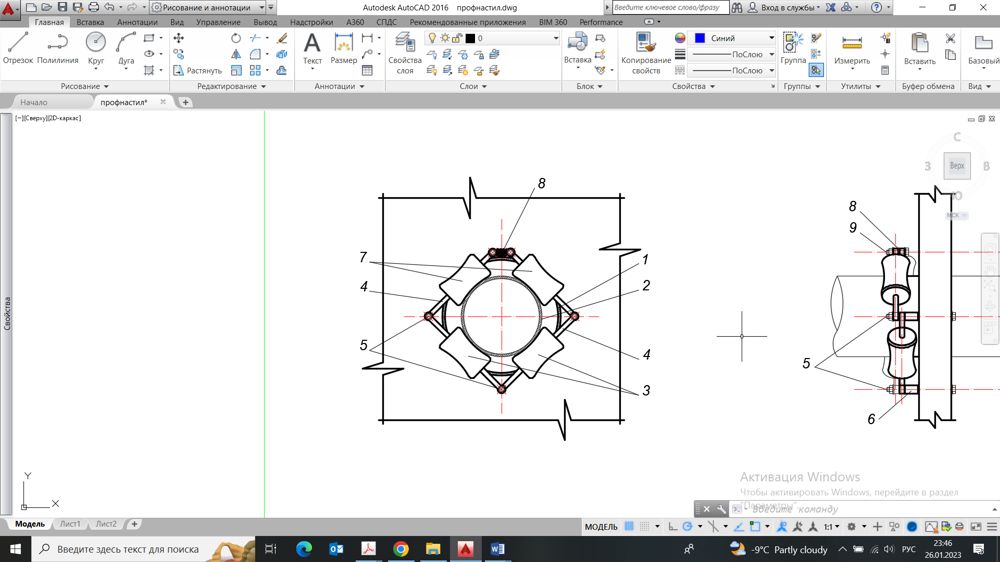 Рисование и аннотации
Autodesk AutoCAD 2016 профнастил.dwg
Введите ключевое слово/фразу
Вход в службы
Главная Вставка Аннотации Вид Управление Вывод Надстройки A360 СПДС Рекомендованные приложения BIM 360 Performance
Отрезок Полилиния Круг Дуга
Растянуть
Текст Размер
Свойства слоя
0
Вставка
Копирование свойств
Синий
ПоСлою
ПоСлою
Группа
Измерить
Вставить
Базовый
Рисование Редактирование Аннотации Слои Блок Свойства Группы Утилиты Буфер обмена Вид
Начало профнастил*
[−][Сверху][2D-каркас]
Свойства
С
З Верх В
Ю
МСК
8
7
4
5
1
2
4
3
8
9
5
6
Y
X
Активация Windows
Чтобы активировать Windows, перейдите в раздел
"Параметры".
Введите команду
Модель Лист1 Лист2
МОДЕЛЬ
1:1
Введите здесь текст для поиска
-9°C Partly cloudy
РУС
23:46
26.01.2023